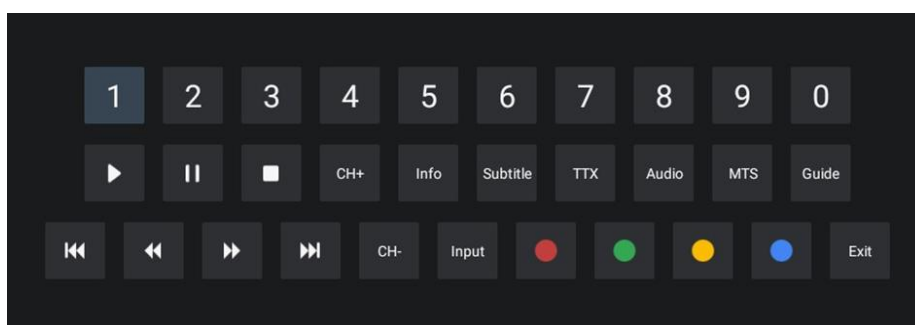 1 2 3 4 5 6 7 8 9 0
CH+ Info Subtitle TTX Audio MTS Guide
CH- Input Exit